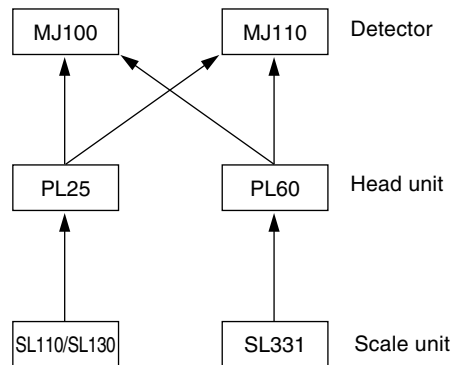 MJ100 MJ110 Detector
PL25 PL60 Head unit
SL110/SL130 SL331 Scale unit